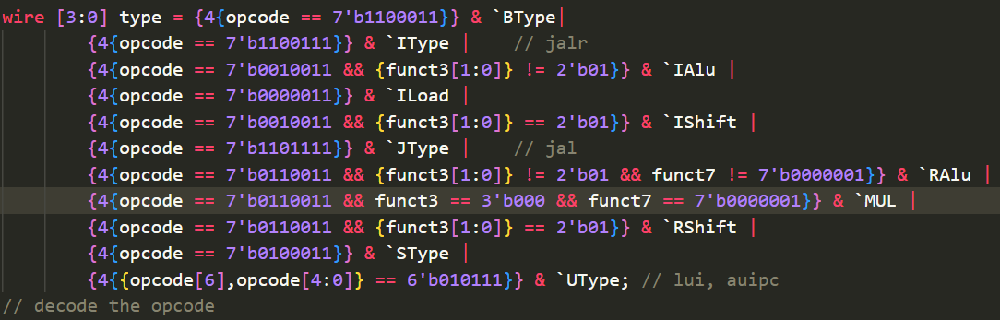 wire [3:0] type = {4{opcode == 7'b1100011}} & `BType|
{4{opcode == 7'b1100111}} & `IType |    // jalr
{4{opcode == 7'b0010011 && {funct3[1:0]} != 2'b01}} & `IAlu |
{4{opcode == 7'b0000011}} & `ILoad |
{4{opcode == 7'b0010011 && {funct3[1:0]} == 2'b01}} & `IShift |
{4{opcode == 7'b1101111}} & `JType |    // jal
{4{opcode == 7'b0110011 && {funct3[1:0]} != 2'b01 && funct7 != 7'b0000001}} & `RAlu |
{4{opcode == 7'b0110011 && funct3 == 3'b000 && funct7 == 7'b0000001}} & `MUL |
{4{opcode == 7'b0110011 && {funct3[1:0]} == 2'b01}} & `RShift |
{4{opcode == 7'b0100011}} & `SType |
{4{{opcode[6],opcode[4:0]} == 6'b010111}} & `UType; // lui, auipc
// decode the opcode